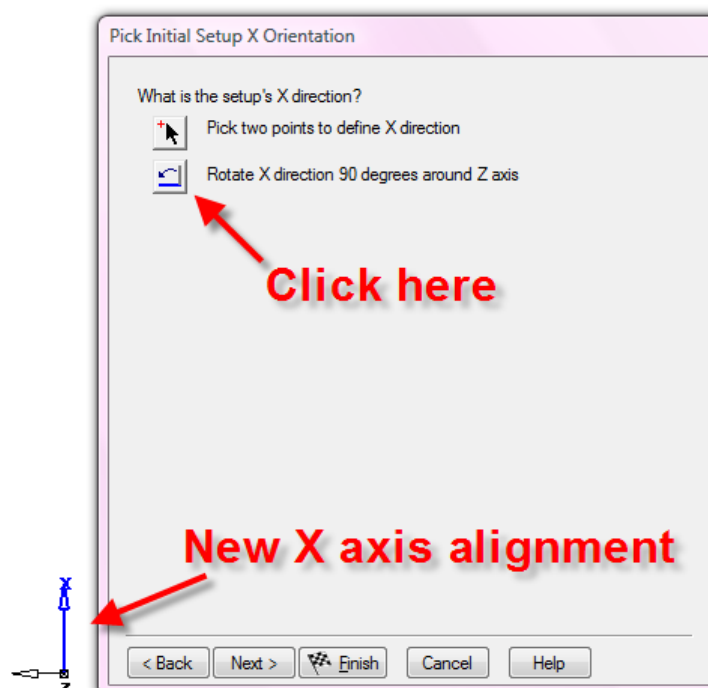 Pick Initial Setup X Orientation
What is the setup's X direction?
Pick two points to define X direction
Rotate X direction 90 degrees around Z axis
Click here
New X axis alignment
X
< Back Next > Finish Cancel Help
Z